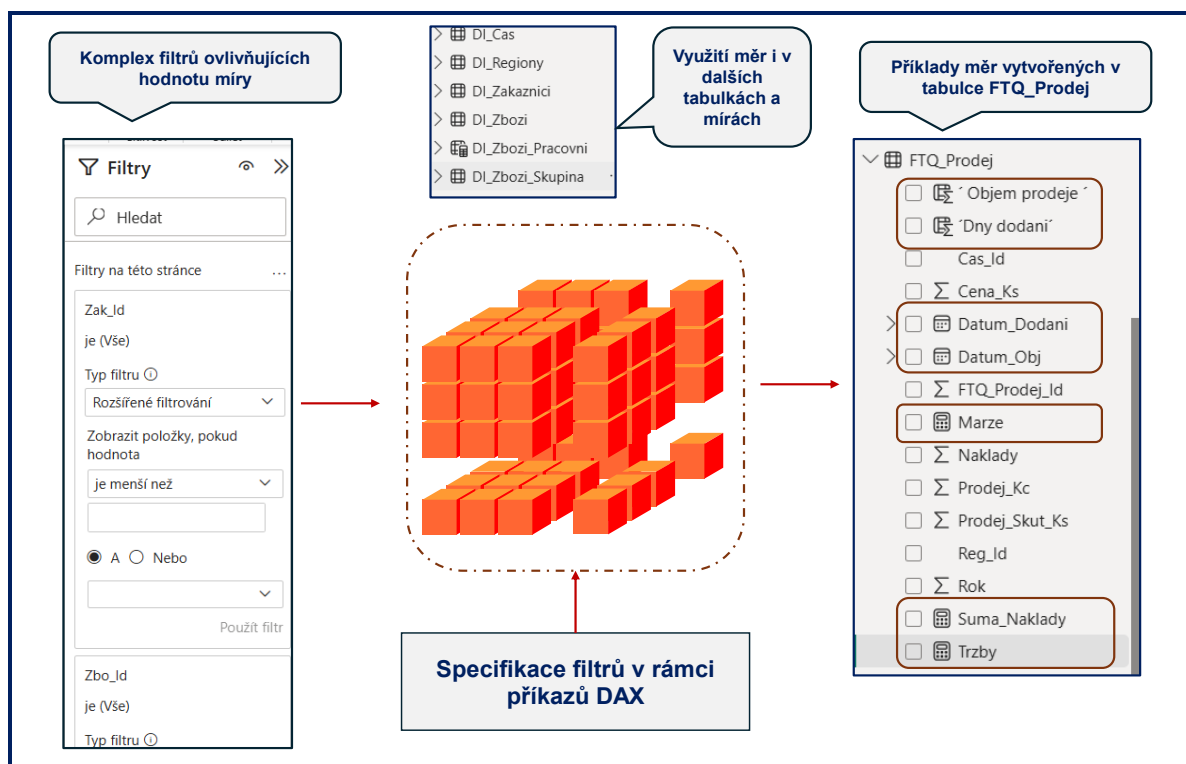 Komplex filtrů ovlivňujících
hodnotu míry
Filtry
Hledat
Filtry na této stránce ...
Zak_Id
je (Vše)
Typ filtru
Rozšířené filtrování
Zobrazit položky, pokud
hodnota
je menší než
A Nebo
Použít filtr
Zbo_Id
je (Vše)
Typ filtru
DI_Cas
DI_Regiony
DI_Zakaznici
DI_Zbozi
DI_Zbozi_Pracovni
DI_Zbozi_Skupina
Využití měr i v
dalších
tabulkách a
mírách
Specifikace filtrů v rámci
příkazů DAX
Příklady měr vytvořených v
tabulce FTQ_Prodej
FTQ_Prodej
´ Objem prodeje ´
´Dny dodani´
Cas_Id
Cena_Ks
Datum_Dodani
Datum_Obj
FTQ_Prodej_Id
Marze
Naklady
Prodej_Kc
Prodej_Skut_Ks
Reg_Id
Rok
Suma_Naklady
Trzby